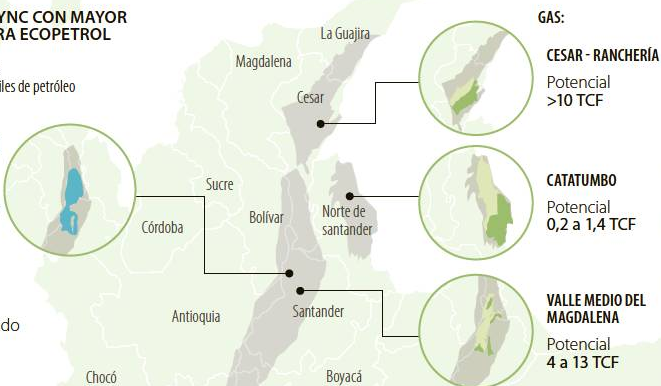 YNC CON MAYOR
RA ECOPETROL
iles de petróleo
do
La Guajira
Magdalena
Cesar
Sucre
Bolívar
Norte de
santander
Córdoba
Antioquia
Santander
Chocó
Boyacá
GAS:
CESAR - RANCHERÍA
Potencial
>10 TCF
CATATUMBO
Potencial
0,2 a 1,4 TCF
VALLE MEDIO DEL
MAGDALENA
Potencial
4 a 13 TCF